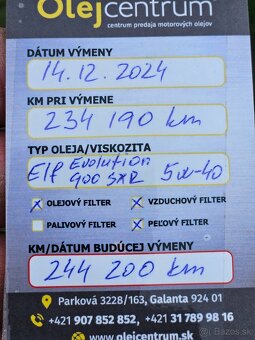 Olejcentrum
centrum predaja motorových olejov
DÁTUM VÝMENY
14.12.2024
KM PRI VÝMENE
234 190 km
TYP OLEJA/VISKOZITA
Elf Evolution
900 SXR 5w-40
OLEJOVÝ FILTER
VZDUCHOVÝ FILTER
PALIVOVÝ FILTER
PEĽOVÝ FILTER
KM/DÁTUM BUDÚCEJ VÝMENY
244 200 km
Parková 3228/163, Galanta 924 01
+421 907 852 852, +421 31 789 98 16
www.olejcentrum.sk
bazar.sk